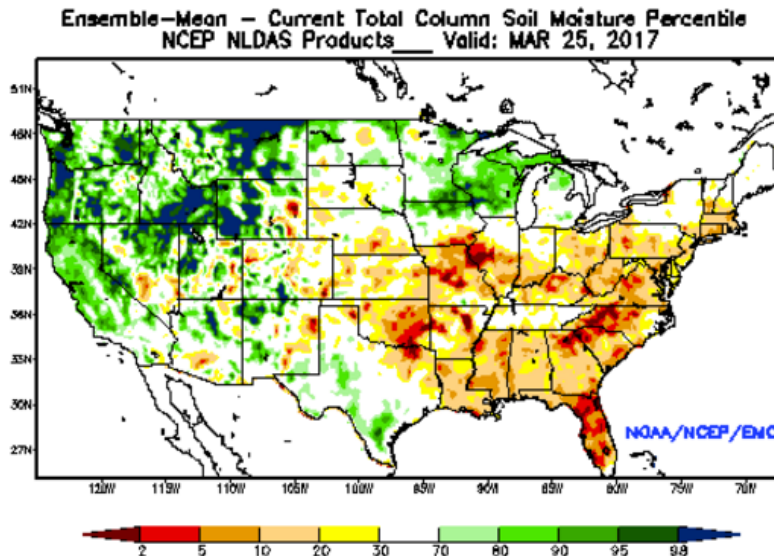 Ensemble-Mean - Current Total Column Soil Moisture Percentile
NCEP NLDAS Products___ Valid: MAR 25, 2017
51N
48N
45N
42N
39N
36N
33N
30N
27N
NOAA/NCEP/EMC
120W 115W 110W 105W 100W 95W 90W 85W 80W 75W 70W
2 5 10 20 30 70 80 90 95 98